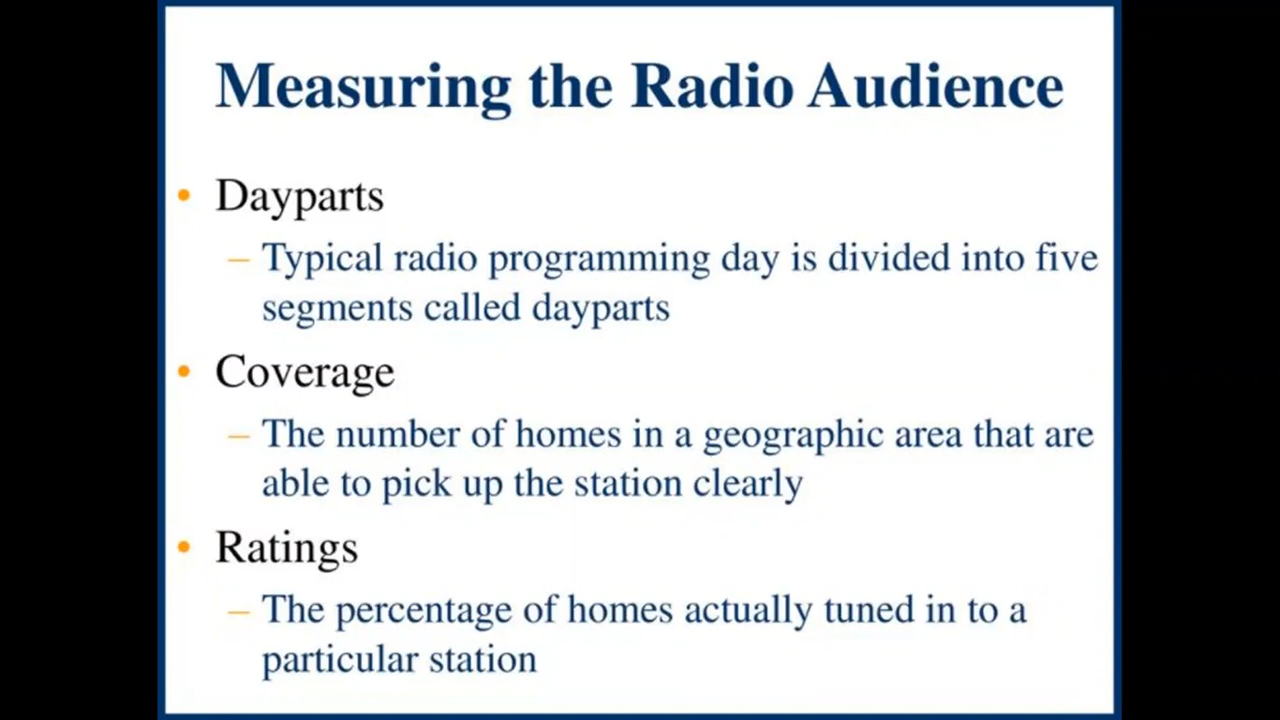 Measuring the Radio Audience
• Dayparts
– Typical radio programming day is divided into five
segments called dayparts
• Coverage
– The number of homes in a geographic area that are
able to pick up the station clearly
• Ratings
– The percentage of homes actually tuned in to a
particular station